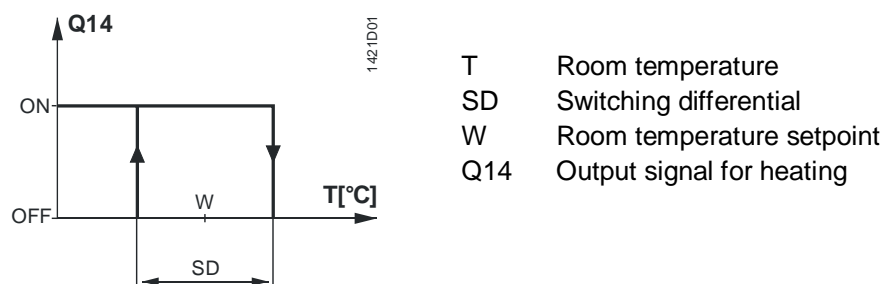 Q14
1421D01
ON
W
T[°C]
OFF
SD
T Room temperature
SD Switching differential
W Room temperature setpoint
Q14 Output signal for heating